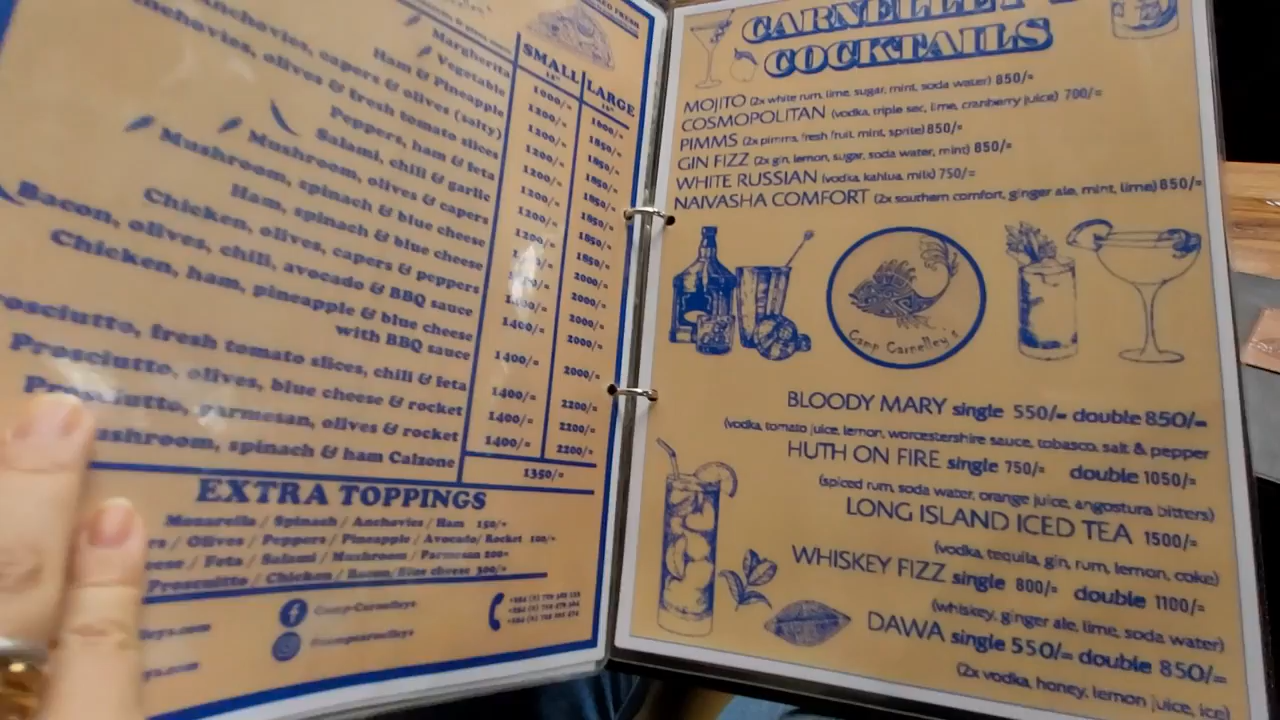 SMALL LARGE
Margherita 1000/=
Vegetable 1200/=
Ham & Pineapple 1200/= 1850/=
Anchovies, capers & olives (salty) 1200/= 1850/=
Anchovies, olives & fresh tomato slices 1200/= 1850/=
Peppers, ham & feta 1200/= 1850/=
Salami, chill & garlic
Mushroom, olives & capers
Mushroom, spinach & blue cheese 2000/=
Ham, spinach & blue cheese 2000/=
Chicken, olives, capers & peppers 2000/=
Bacon, olives, chill, avocado & BBQ sauce 1400/= 2000/=
Chicken, ham, pineapple & blue cheese
with BBQ sauce 1400/= 2000/=
fresh tomato slices, chill & feta 1400/= 2200/=
Prosciutto, olives, blue cheese & rocket 1400/= 2200/=
parmesan, olives & rocket 1400/= 2200/=
spinach & ham Calzone 1350/=
EXTRA TOPPINGS
Mozzarella / Spinach / Anchovies / Ham 150/=
/ Olives / Peppers / Pineapple / Avocado/ Rocket
/ Feta / Salami / Mushroom / Parmesan 200=
Prosciuitto / Chicken / Bacon/Blue cheese 300/=
Camp-Carnelleys
@campcarnelleys
CARNELLEY'S
COCKTAILS
MOJITO (2x white rum, lime, sugar, mint, soda water) 850/=
COSMOPOLITAN (vodka, triple sec, lime, cranberry juice) 700/=
PIMMS (2x pimms, fresh fruit, mint, sprite) 850/=
GIN FIZZ (2x gin, lemon, sugar, soda water, mint) 850/=
WHITE RUSSIAN (vodka, kahlua, milk) 750/=
NAIVASHA COMFORT (2x southern comfort, ginger ale, mint, lime) 850/=
Camp Carnelley's
BLOODY MARY single 550/= double 850/=
(vodka, tomato juice, lemon, worcestershire sauce, tobasco, salt & pepper
HUTH ON FIRE single 750/= double 1050/=
(spiced rum, soda water, orange juice, angostura bitters)
LONG ISLAND ICED TEA 1500/=
(vodka, tequila, gin, rum, lemon, coke)
WHISKEY FIZZ single 800/= double 1100/=
(whiskey, ginger ale, lime, soda water)
DAWA single 550/= double 850/=
(2x vodka, honey, lemon juice, ice)